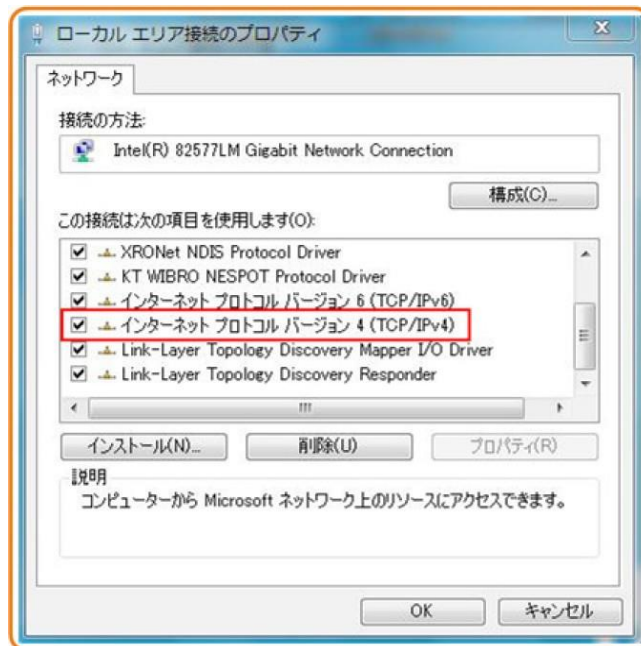 ローカル エリア接続のプロパティ
ネットワーク
接続の方法:
Intel(R) 82577LM Gigabit Network Connection
構成(C)...
この接続は次の項目を使用します(O):
XRONet NDIS Protocol Driver
KT WIBRO NESPOT Protocol Driver
インターネット プロトコル バージョン 6 (TCP/IPv6)
インターネット プロトコル バージョン 4 (TCP/IPv4)
Link-Layer Topology Discovery Mapper I/O Driver
Link-Layer Topology Discovery Responder
インストール(N)... 削除(U) プロパティ(R)
説明
コンピューターから Microsoft ネットワーク上のリソースにアクセスできます。
OK キャンセル